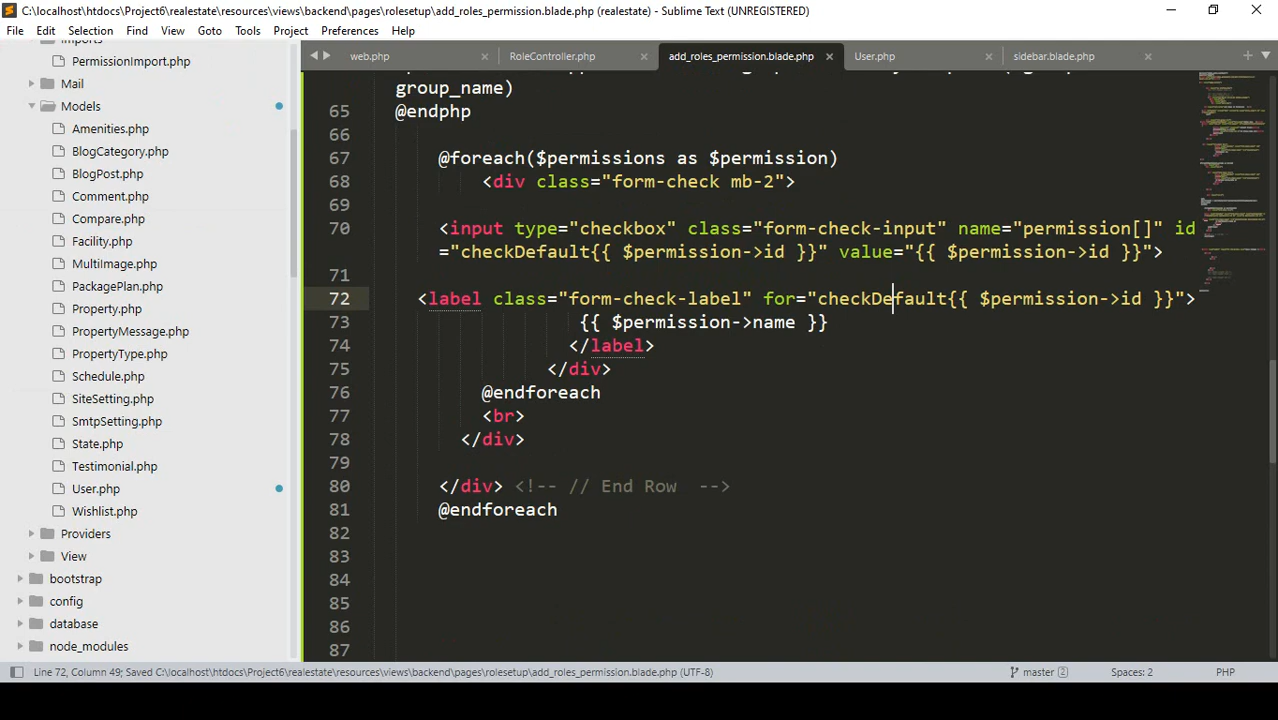 C:\localhost\htdocs\Project6\realestate\resources\views\backend\pages\rolesetup\add_roles_permission.blade.php (realestate) - Sublime Text (UNREGISTERED)
File Edit Selection Find View Goto Tools Project Preferences Help
web.php RoleController.php add_roles_permission.blade.php User.php sidebar.blade.php
PermissionImport.php
Mail
Models
Amenities.php
BlogCategory.php
BlogPost.php
Comment.php
Compare.php
Facility.php
MultiImage.php
PackagePlan.php
Property.php
PropertyMessage.php
PropertyType.php
Schedule.php
SiteSetting.php
SmtpSetting.php
State.php
Testimonial.php
User.php
Wishlist.php
Providers
View
bootstrap
config
database
node_modules
group_name)
65 @endphp
66
67 @foreach($permissions as $permission)
68 <div class="form-check mb-2">
69
70 <input type="checkbox" class="form-check-input" name="permission[]" id
="checkDefault{{ $permission->id }}" value="{{ $permission->id }}">
71
72 <label class="form-check-label" for="checkDefault{{ $permission->id }}">
73 {{ $permission->name }}
74 </label>
75 </div>
76 @endforeach
77 <br>
78 </div>
79
80 </div> <!-- // End Row -->
81 @endforeach
82
83
84
85
86
87
Line 72, Column 49; Saved C:\localhost\htdocs\Project6\realestate\resources\views\backend\pages\rolesetup\add_roles_permission.blade.php (UTF-8) master 2 Spaces: 2 PHP